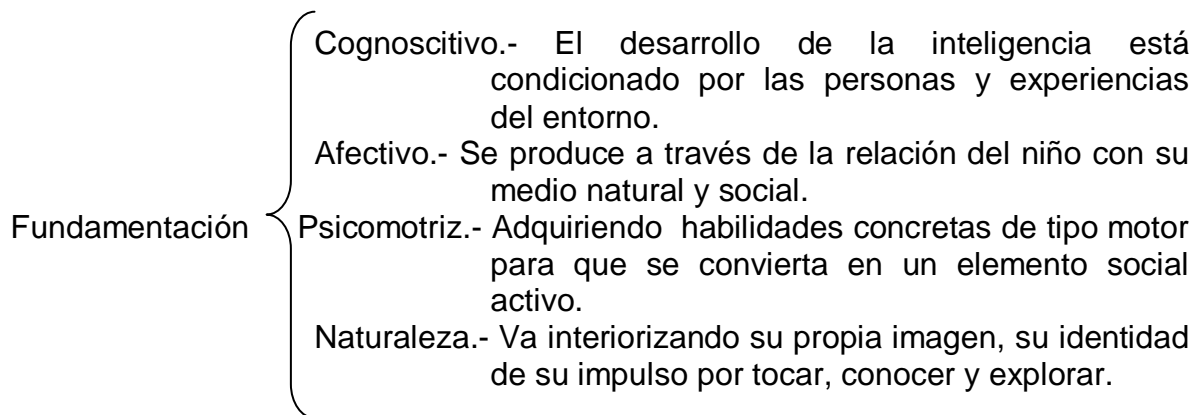 Cognoscitivo.- El desarrollo de la inteligencia está
condicionado por las personas y experiencias
del entorno.
Afectivo.- Se produce a través de la relación del niño con su
medio natural y social.
Fundamentación
Psicomotriz.- Adquiriendo habilidades concretas de tipo motor
para que se convierta en un elemento social
activo.
Naturaleza.- Va interiorizando su propia imagen, su identidad
de su impulso por tocar, conocer y explorar.